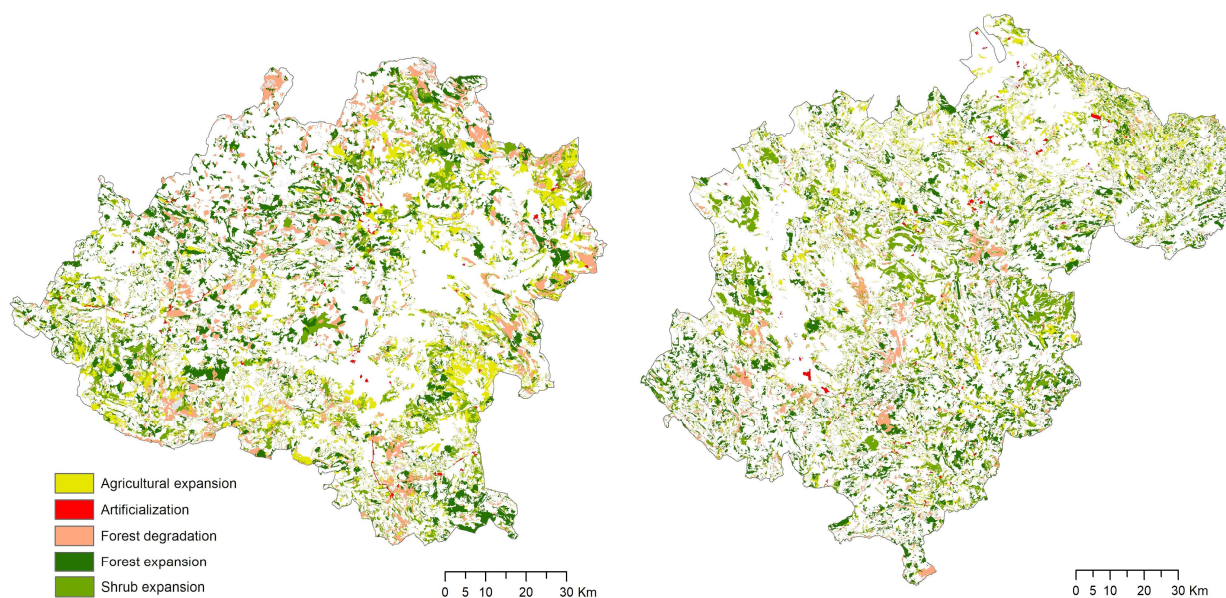 Agricultural expansion
Artificialization
Forest degradation
Forest expansion
Shrub expansion
0 5 10 20 30 Km
0 5 10 20 30 Km